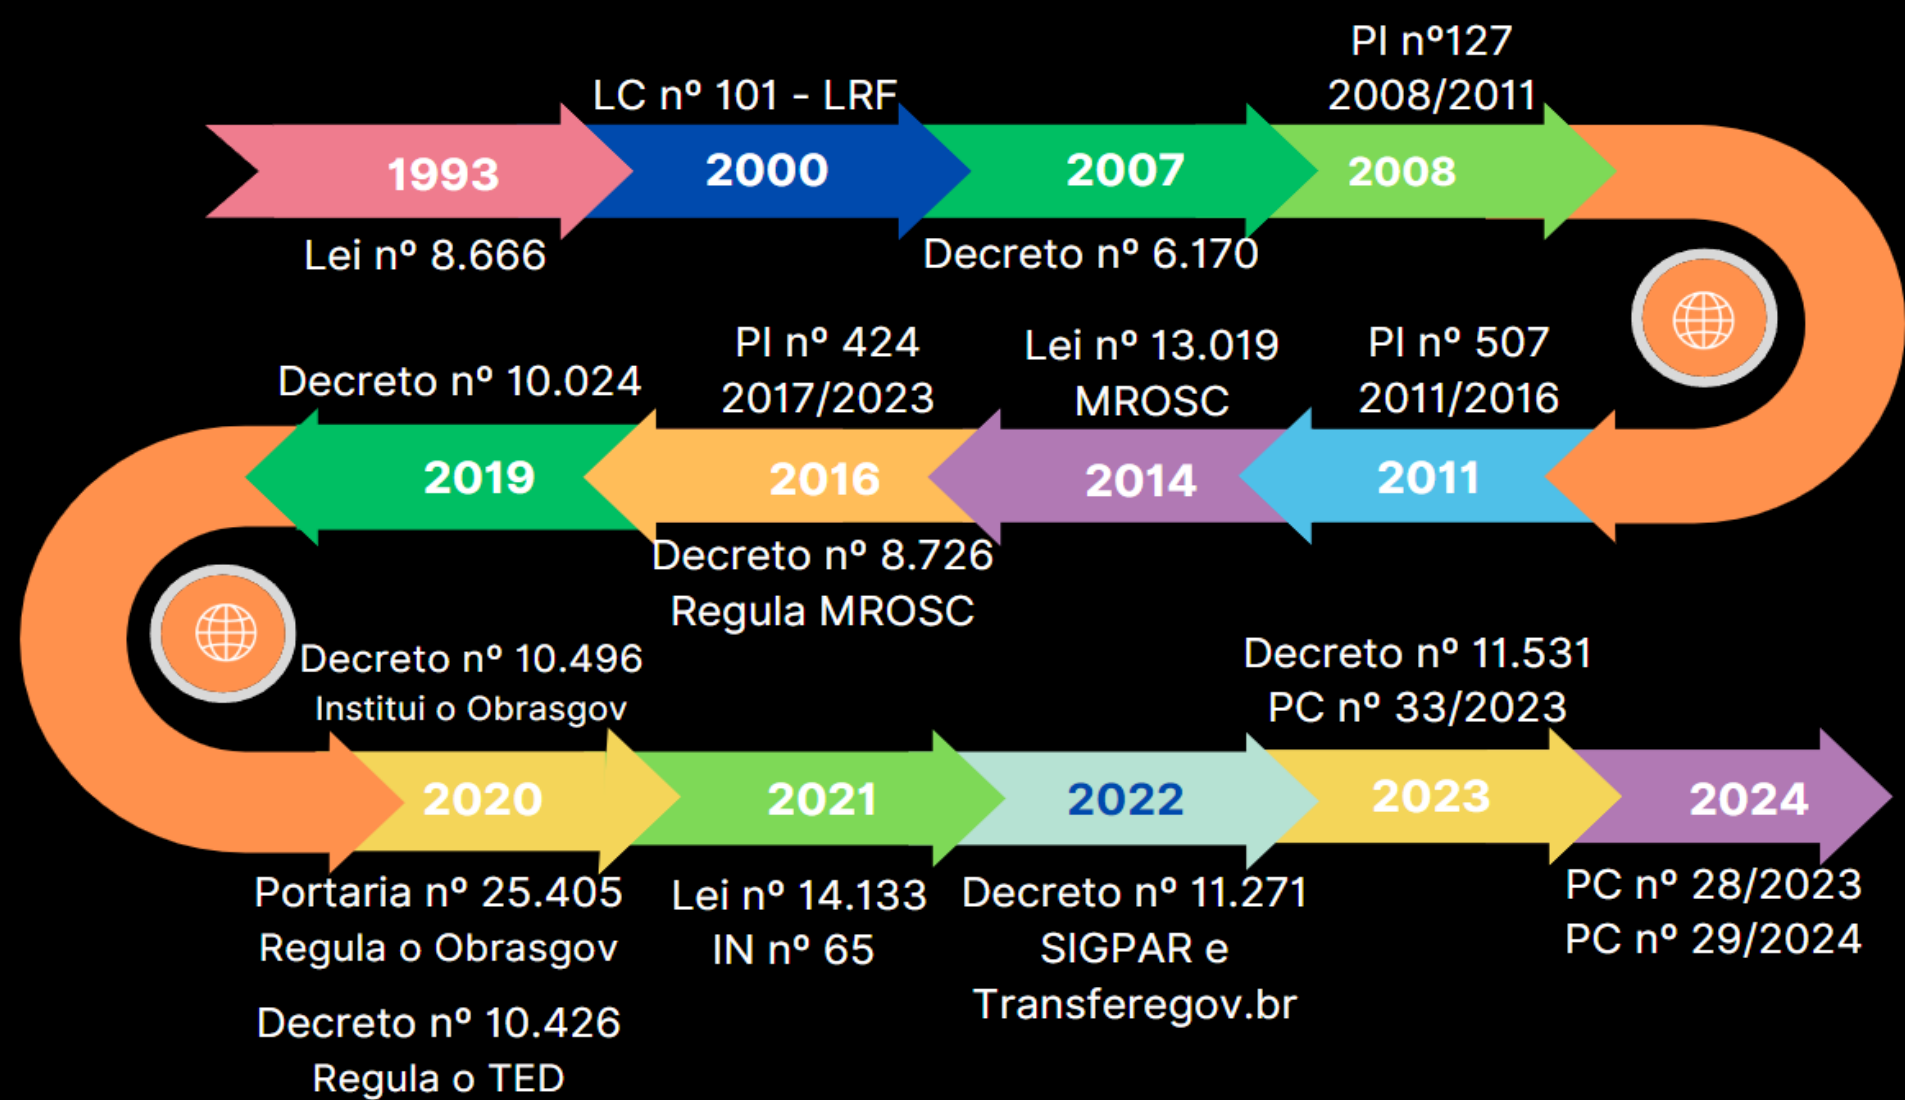 PI nº127
2008/2011
LC nº 101 - LRF
1993
2000
2007
2008
Lei nº 8.666
Decreto nº 6.170
PI nº 507
2011/2016
Lei nº 13.019
MROSC
PI nº 424
2017/2023
Decreto nº 10.024
2011
2014
2016
2019
Decreto nº 8.726
Regula MROSC
Decreto nº 10.496
Institui o Obrasgov
Decreto nº 11.531
PC nº 33/2023
2020
2021
2022
2023
2024
Portaria nº 25.405
Regula o Obrasgov
Decreto nº 10.426
Regula o TED
Lei nº 14.133
IN nº 65
Decreto nº 11.271
SIGPAR e
Transferegov.br
PC nº 28/2023
PC nº 29/2024